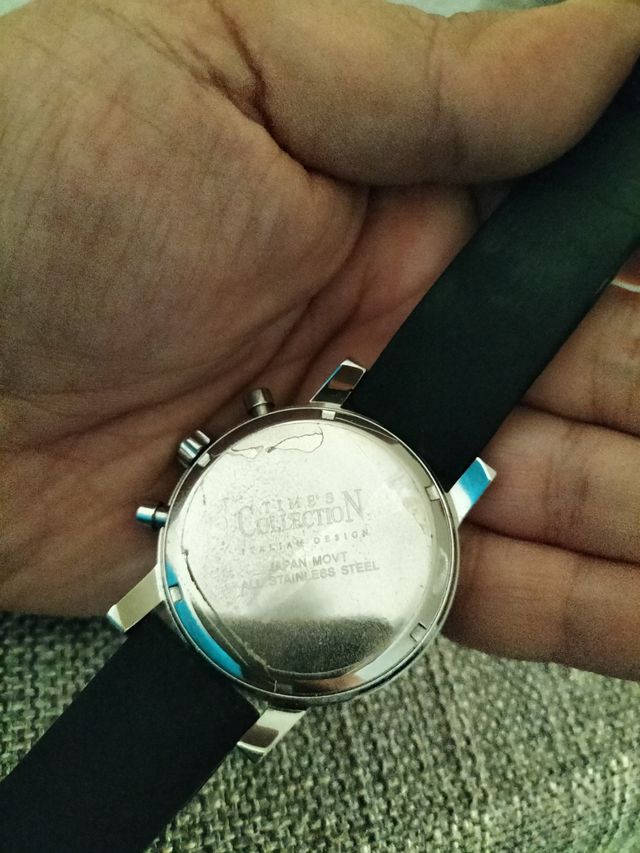 TIME'S
COLLECTION
ITALIAN DESIGN
JAPAN MOVT
ALL STAINLESS STEEL